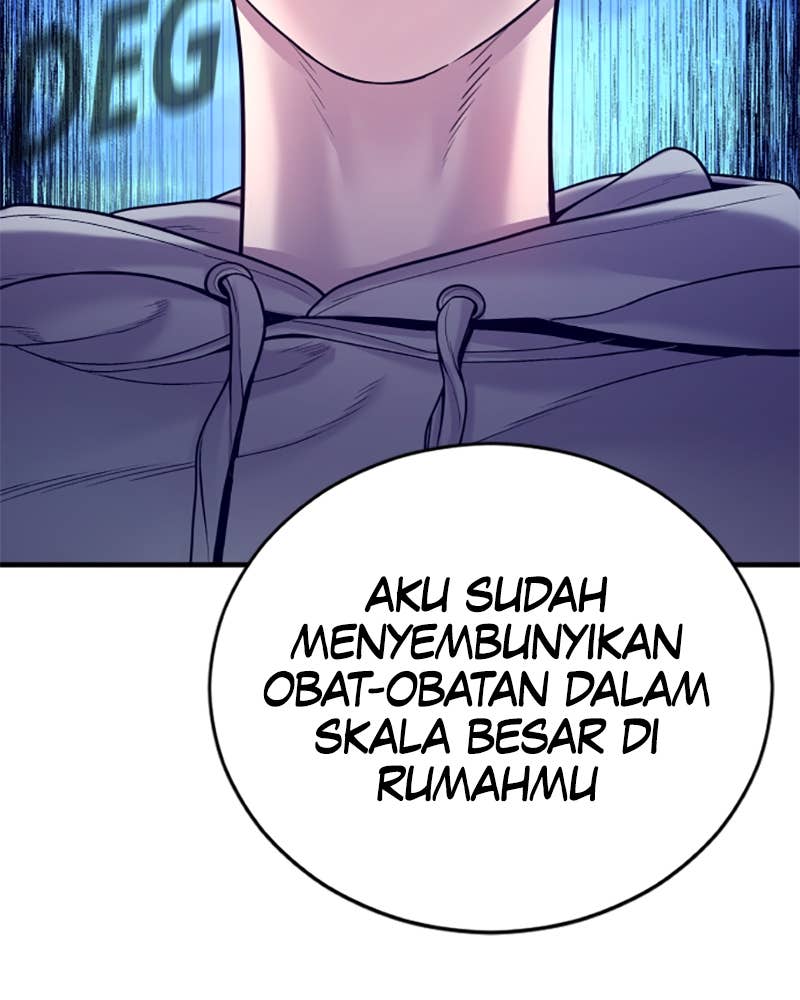 DEG
AKU SUDAH
MENYEMBUNYIKAN
OBAT-OBATAN DALAM
SKALA BESAR DI
RUMAHMU